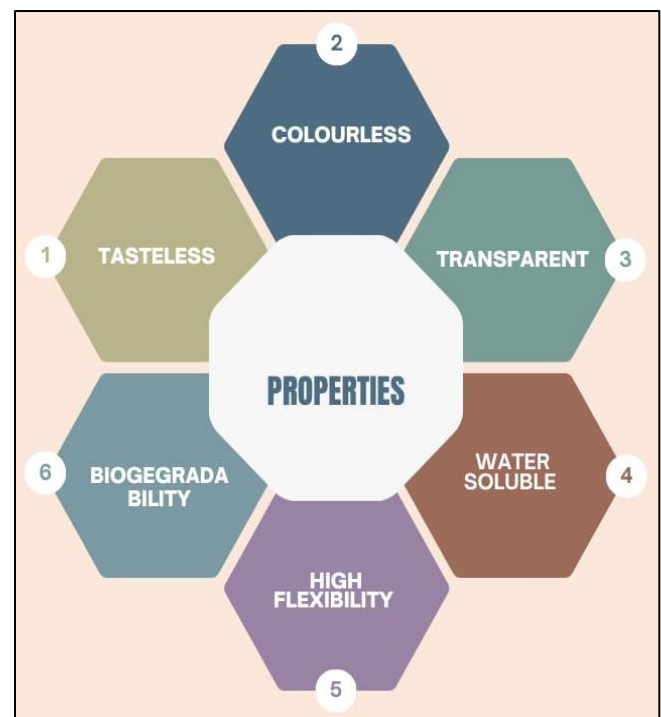 PROPERTIES
1
TASTELESS
2
COLOURLESS
3
TRANSPARENT
4
WATER
SOLUBLE
5
HIGH
FLEXIBILITY
6
BIOGEGRADA
BILITY